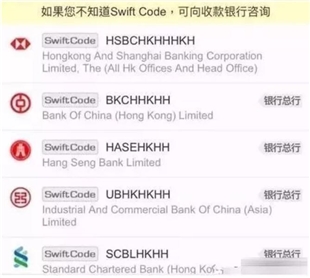 如果您不知道Swift Code，可向收款银行咨询
SwiftCode HSBCHKHHHKH
Hongkong And Shanghai Banking Corporation
Limited, The (All Hk Offices And Head Office)
SwiftCode BKCHHKHH 银行总行
Bank Of China (Hong Kong) Limited
SwiftCode HASEHKHH 银行总行
Hang Seng Bank Limited
SwiftCode UBHKHKHH 银行总行
Industrial And Commercial Bank Of China (Asia)
Limited
SwiftCode SCBLHKHH 银行总行
Standard Chartered Bank (Hong Ko